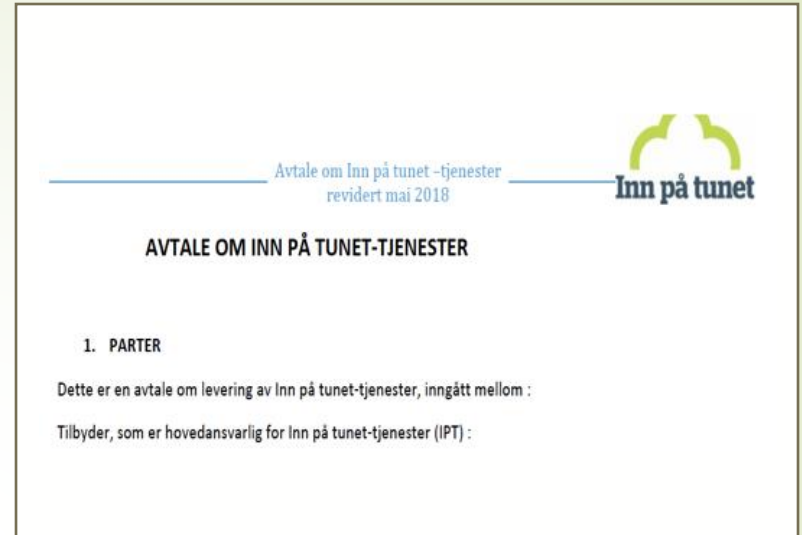 Avtale om Inn på tunet –tjenester
revidert mai 2018
Inn på tunet
AVTALE OM INN PÅ TUNET-TJENESTER
1. PARTER
Dette er en avtale om levering av Inn på tunet-tjenester, inngått mellom :
Tilbyder, som er hovedansvarlig for Inn på tunet-tjenester (IPT) :